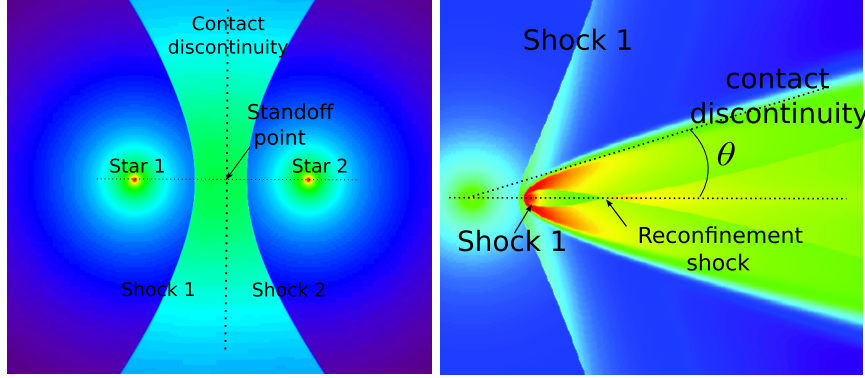 Contact
discontinuity
Standoff
point
Star 1
Star 2
Shock 1
Shock 2
Shock 1
contact
discontinuity
θ
Shock 1
Reconfinement
shock